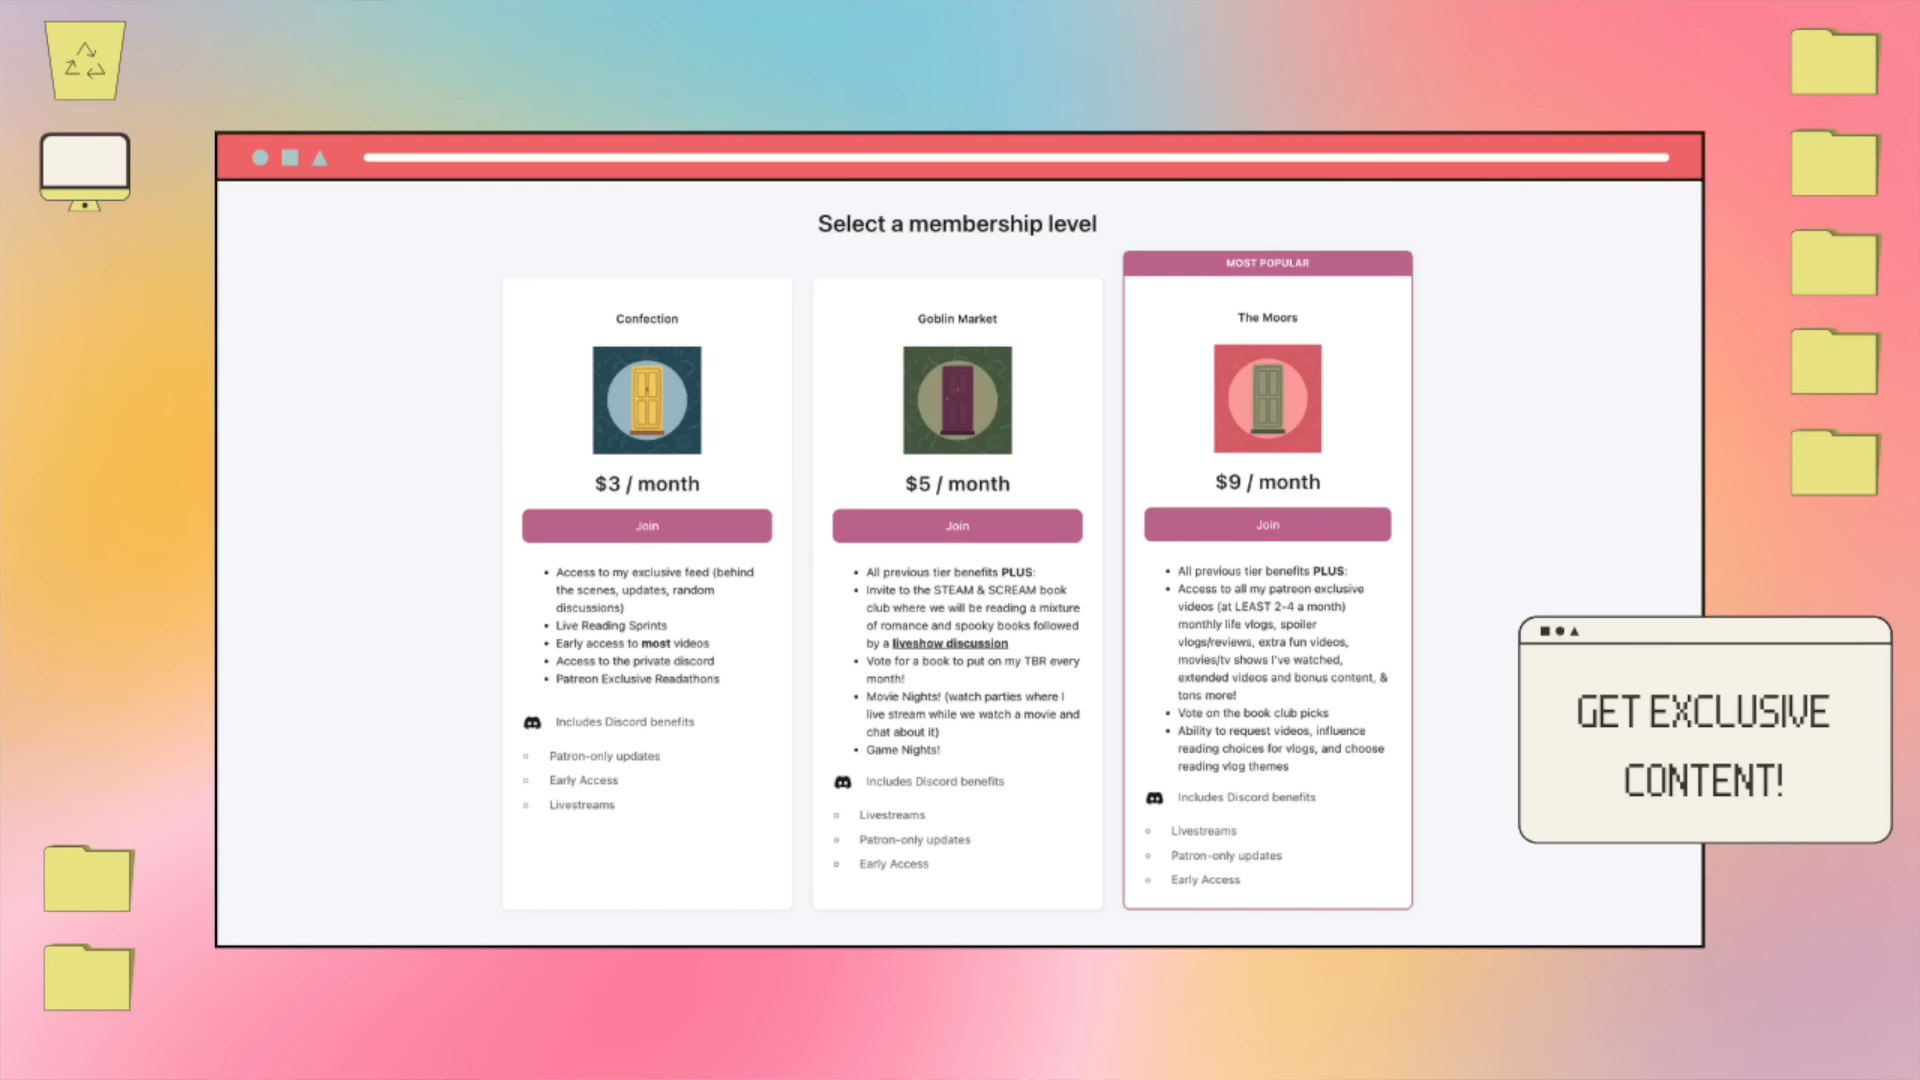 Select a membership level
Confection
$3 / month
Join
• Access to my exclusive feed (behind
the scenes, updates, random
discussions)
• Live Reading Sprints
• Early access to most videos
• Access to the private discord
• Patreon Exclusive Readathons
Includes Discord benefits
Patron-only updates
Early Access
Livestreams
Goblin Market
$5 / month
Join
• All previous tier benefits PLUS:
• Invite to the STEAM & SCREAM book
club where we will be reading a mixture
of romance and spooky books followed
by a liveshow discussion
• Vote for a book to put on my TBR every
month!
• Movie Nights! (watch parties where I
live stream while we watch a movie and
chat about it)
• Game Nights!
Includes Discord benefits
Livestreams
Patron-only updates
Early Access
MOST POPULAR
The Moors
$9 / month
Join
• All previous tier benefits PLUS:
• Access to all my patreon exclusive
videos (at LEAST 2-4 a month)
monthly life vlogs, spoiler
vlogs/reviews, extra fun videos,
movies/tv shows I've watched,
extended videos and bonus content, &
tons more!
• Vote on the book club picks
• Ability to request videos, influence
reading choices for vlogs, and choose
reading vlog themes
Includes Discord benefits
Livestreams
Patron-only updates
Early Access
GET EXCLUSIVE
CONTENT!